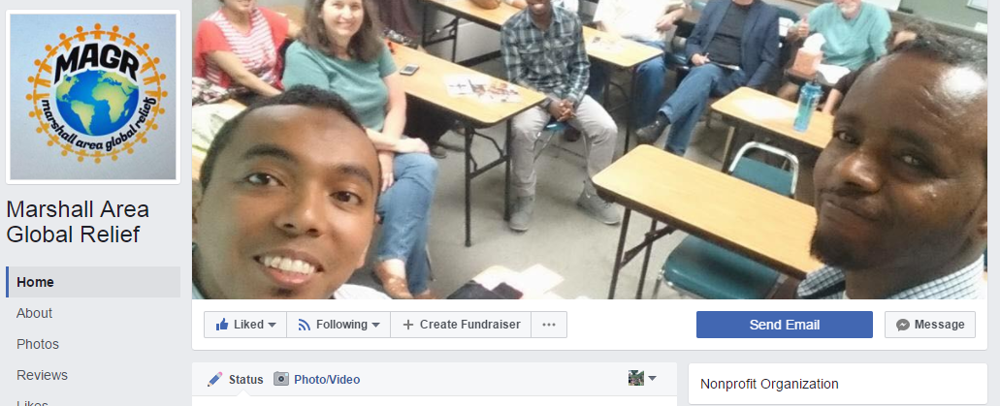 MAGR
marshall area global relief
Marshall Area
Global Relief
Home
About
Photos
Reviews
Likes
Liked
Following
Create Fundraiser
Send Email
Message
Status
Photo/Video
Nonprofit Organization